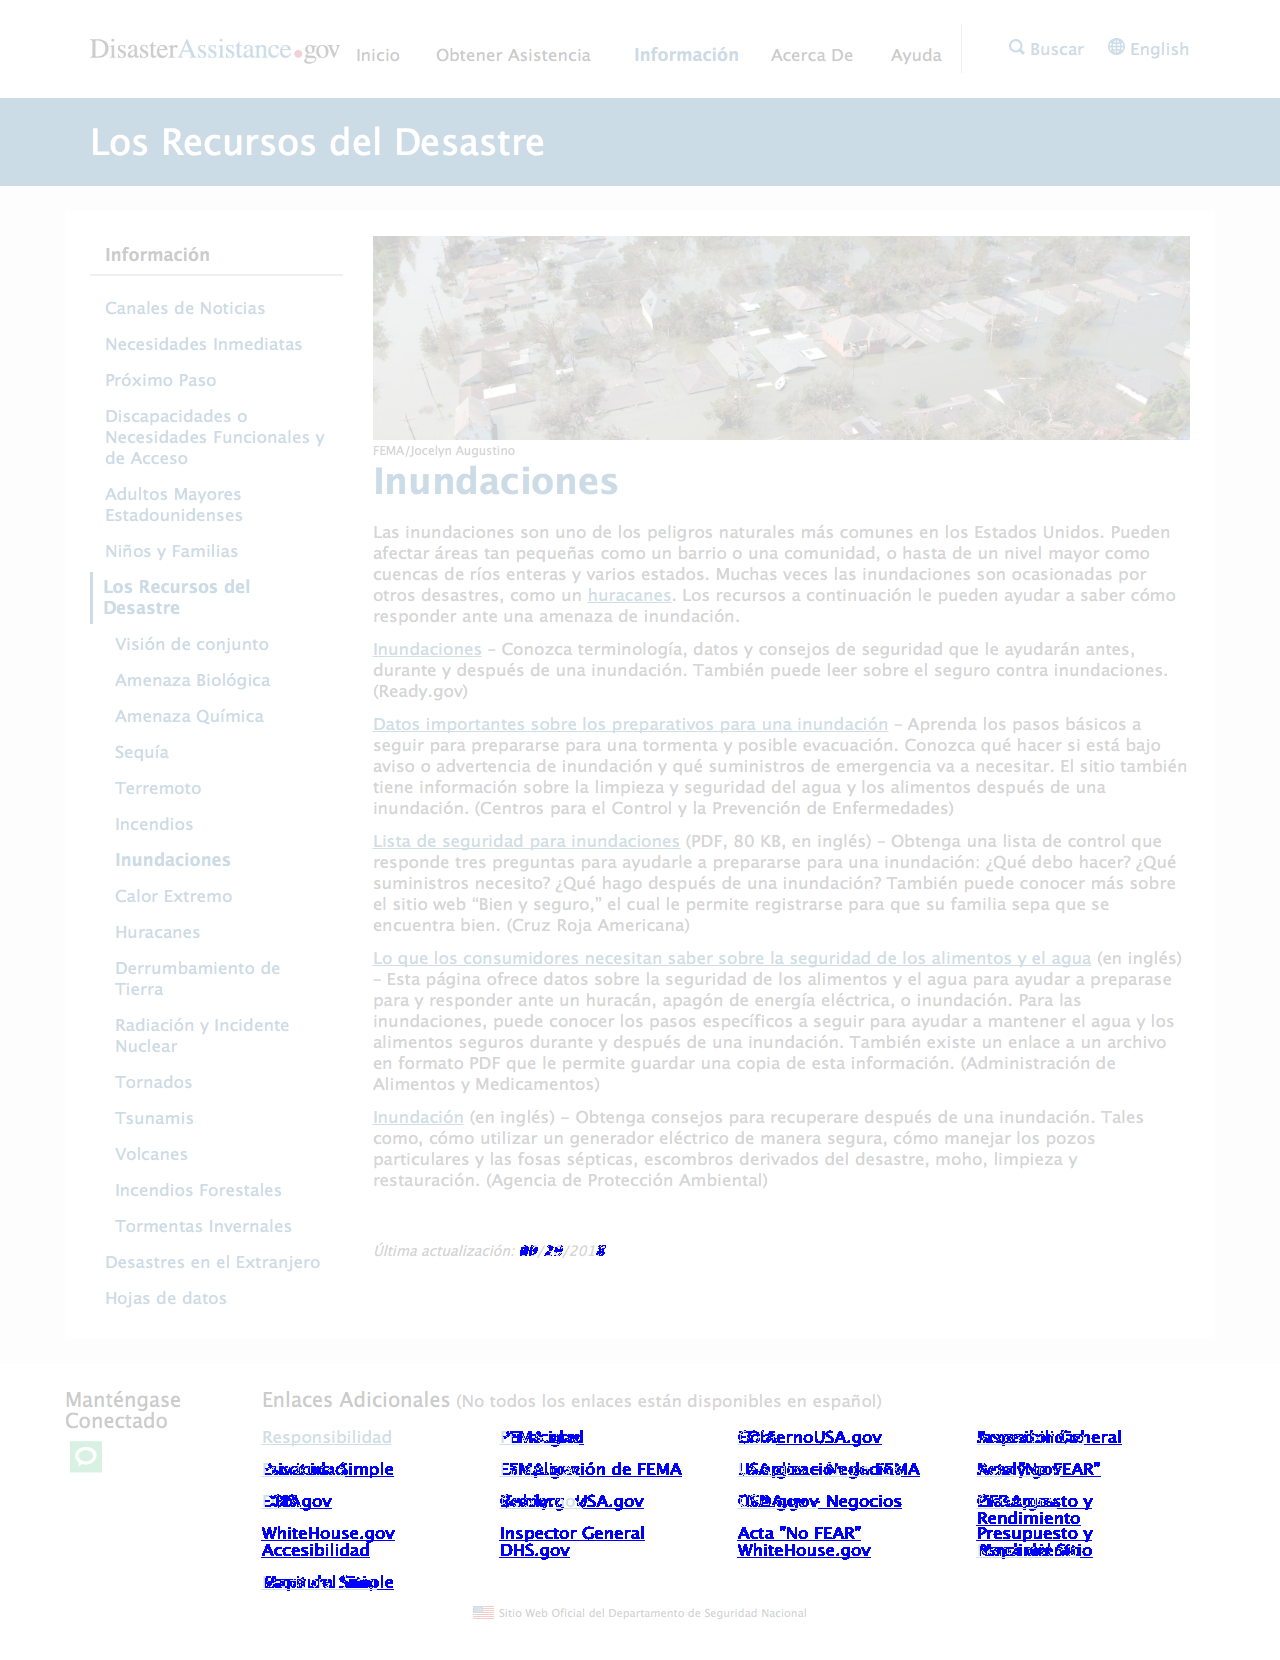 DisasterAssistance.gov
Inicio Obtener Asistencia Información Acerca De Ayuda Buscar English
Los Recursos del Desastre
Información
Canales de Noticias
Necesidades Inmediatas
Próximo Paso
Discapacidades o
Necesidades Funcionales y
de Acceso
Adultos Mayores
Estadounidenses
Niños y Familias
Los Recursos del
Desastre
Visión de conjunto
Amenaza Biológica
Amenaza Química
Sequía
Terremoto
Incendios
Inundaciones
Calor Extremo
Huracanes
Derrumbamiento de
Tierra
Radiación y Incidente
Nuclear
Tornados
Tsunamis
Volcanes
Incendios Forestales
Tormentas Invernales
Desastres en el Extranjero
Hojas de datos
FEMA/Jocelyn Augustino
Inundaciones
Las inundaciones son uno de los peligros naturales más comunes en los Estados Unidos. Pueden
afectar áreas tan pequeñas como un barrio o una comunidad, o hasta de un nivel mayor como
cuencas de ríos enteras y varios estados. Muchas veces las inundaciones son ocasionadas por
otros desastres, como un huracanes. Los recursos a continuación le pueden ayudar a saber cómo
responder ante una amenaza de inundación.
Inundaciones – Conozca terminología, datos y consejos de seguridad que le ayudarán antes,
durante y después de una inundación. También puede leer sobre el seguro contra inundaciones.
(Ready.gov)
Datos importantes sobre los preparativos para una inundación – Aprenda los pasos básicos a
seguir para prepararse para una tormenta y posible evacuación. Conozca qué hacer si está bajo
aviso o advertencia de inundación y qué suministros de emergencia va a necesitar. El sitio también
tiene información sobre la limpieza y seguridad del agua y los alimentos después de una
inundación. (Centros para el Control y la Prevención de Enfermedades)
Lista de seguridad para inundaciones (PDF, 80 KB, en inglés) – Obtenga una lista de control que
responde tres preguntas para ayudarle a prepararse para una inundación: ¿Qué debo hacer? ¿Qué
suministros necesito? ¿Qué hago después de una inundación? También puede conocer más sobre
el sitio web “Bien y seguro,” el cual le permite registrarse para que su familia sepa que se
encuentra bien. (Cruz Roja Americana)
Lo que los consumidores necesitan saber sobre la seguridad de los alimentos y el agua (en inglés)
– Esta página ofrece datos sobre la seguridad de los alimentos y el agua para ayudar a preparase
para y responder ante un huracán, apagón de energía eléctrica, o inundación. Para las
inundaciones, puede conocer los pasos específicos a seguir para ayudar a mantener el agua y los
alimentos seguros durante y después de una inundación. También existe un enlace a un archivo
en formato PDF que le permite guardar una copia de esta información. (Administración de
Alimentos y Medicamentos)
Inundación (en inglés) – Obtenga consejos para recuperare después de una inundación. Tales
como, cómo utilizar un generador eléctrico de manera segura, cómo manejar los pozos
particulares y las fosas sépticas, escombros derivados del desastre, moho, limpieza y
restauración. (Agencia de Protección Ambiental)
Última actualización:
Manténgase
Conectado
Enlaces Adicionales (No todos los enlaces están disponibles en español)
Responsibilidad
Rendimiento
WhiteHouse.gov Inspector General Acta "No FEAR" Presupuesto y
Accesibilidad DHS.gov WhiteHouse.gov
Sitio Web Oficial del Departamento de Seguridad Nacional